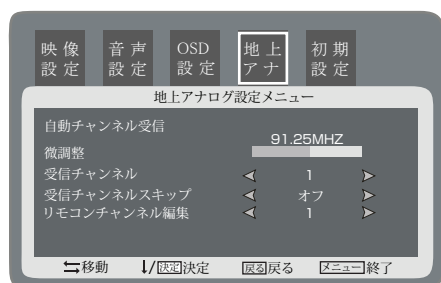 映像 音声 OSD 地上 初期
設定 設定 設定 アナ 設定
地上アナログ設定メニュー
自動チャンネル受信
91.25MHZ
微調整
受信チャンネル 1
受信チャンネルスキップ オフ
リモコンチャンネル編集 1
⮀移動 ⬇/決定決定 戻る戻る メニュー終了